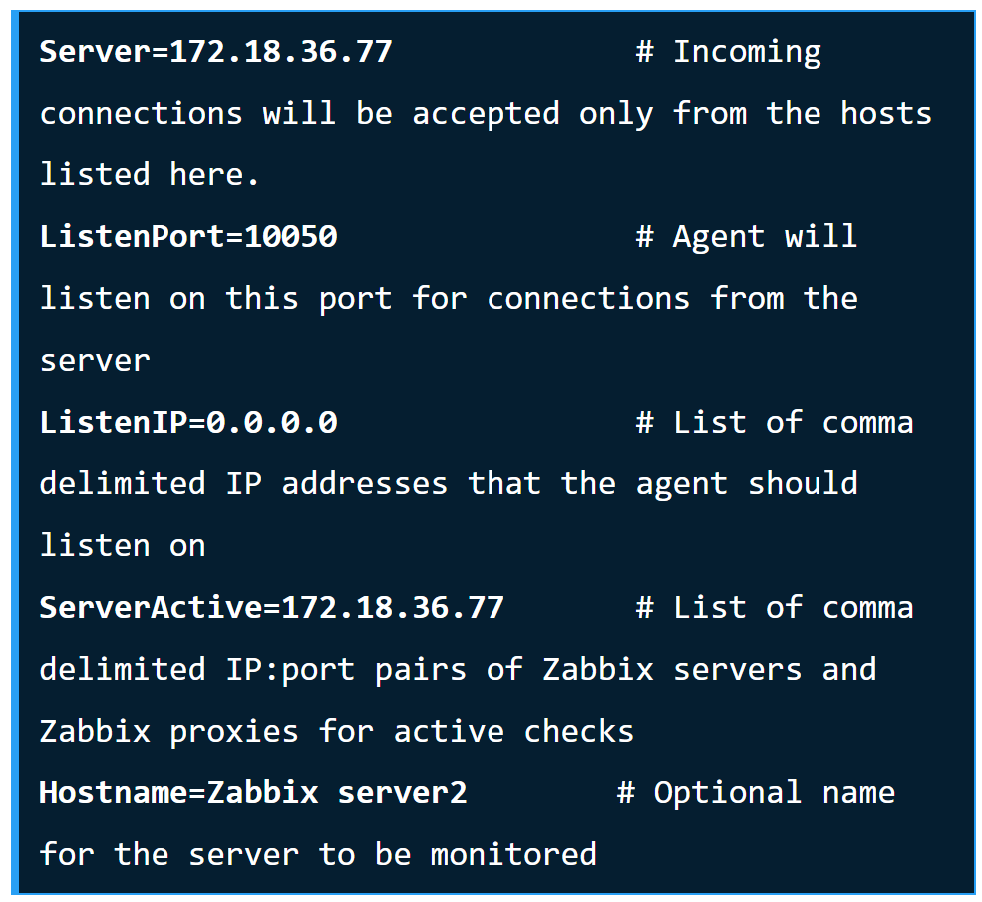 Server=172.18.36.77             # Incoming
connections will be accepted only from the hosts
listed here.
ListenPort=10050                # Agent will
listen on this port for connections from the
server
ListenIP=0.0.0.0                # List of comma
delimited IP addresses that the agent should
listen on
ServerActive=172.18.36.77       # List of comma
delimited IP:port pairs of Zabbix servers and
Zabbix proxies for active checks
Hostname=Zabbix server2        # Optional name
for the server to be monitored